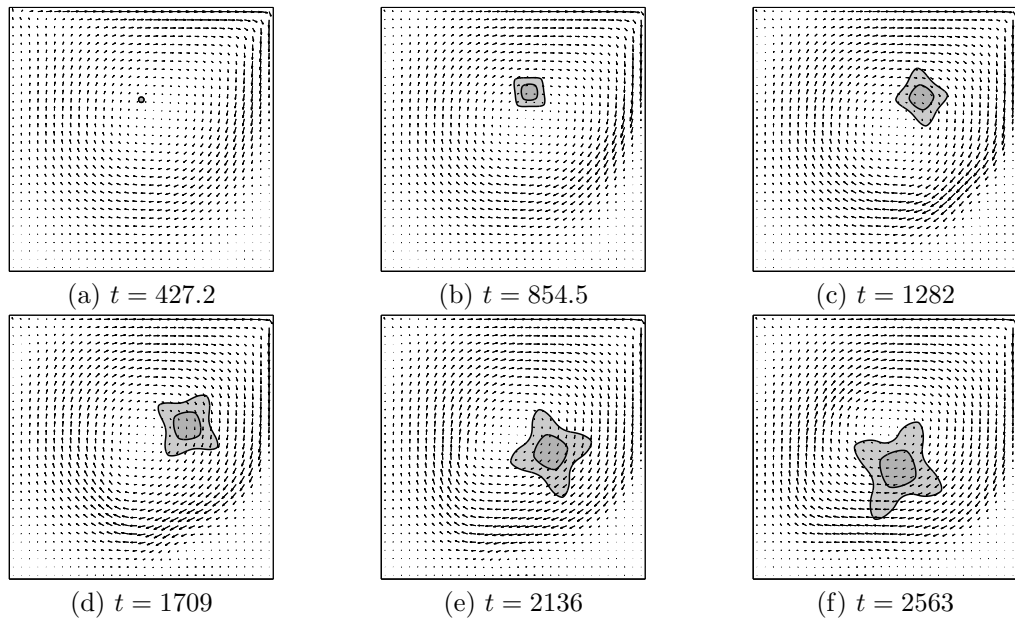 (a) t = 427.2
(b) t = 854.5
(c) t = 1282
(d) t = 1709
(e) t = 2136
(f) t = 2563